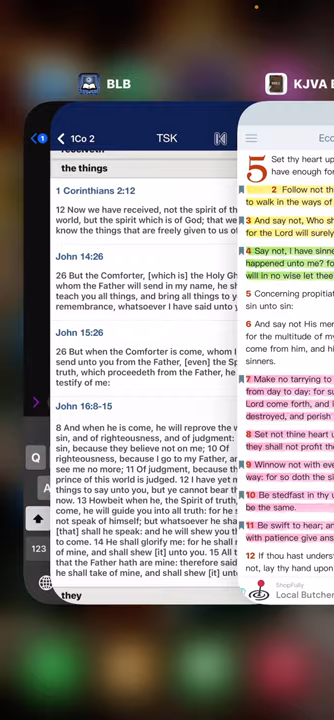 BLB
KJVA B
1
1Co 2
TSK
receiveth
the things
1 Corinthians 2:12
12 Now we have received, not the spirit of th
world, but the spirit which is of God; that we
know the things that are freely given to us of
John 14:26
26 But the Comforter, [which is] the Holy Gh
whom the Father will send in my name, he sh
teach you all things, and bring all things to y
remembrance, whatsoever I have said unto y
John 15:26
26 But when the Comforter is come, whom I
send unto you from the Father, [even] the Sp
truth, which proceedeth from the Father, he
testify of me:
John 16:8-15
8 And when he is come, he will reprove the w
sin, and of righteousness, and of judgment:
sin, because they believe not on me; 10 Of
righteousness, because I go to my Father, an
see me no more; 11 Of judgment, because th
prince of this world is judged. 12 I have yet m
things to say unto you, but ye cannot bear th
now. 13 Howbeit when he, the Spirit of truth,
come, he will guide you into all truth: for he s
not speak of himself; but whatsoever he sha
[that] shall he speak: and he will shew you th
to come. 14 He shall glorify me: for he shall r
of mine, and shall shew [it] unto you. 15 All t
that the Father hath are mine: therefore said
he shall take of mine, and shall shew [it] unt
they
Q
A
123
Ecc
5 Set thy heart up
have enough for
2 Follow not th
to walk in the ways of
3 And say not, Who sh
for the Lord will surely
4 Say not, I have sinne
happened unto me? fo
will in no wise let thee
5 Concerning propitiat
sin unto sin:
6 And say not His mer
for the multitude of my
come from him, and hi
sinners.
7 Make no tarrying to
from day to day: for su
Lord come forth, and i
destroyed, and perish
8 Set not thine heart u
they shall not profit the
9 Winnow not with eve
way: for so doth the si
10 Be stedfast in thy u
be the same.
11 Be swift to hear; an
with patience give ans
12 If thou hast underst
not, lay thy hand upon
ShopFully
Local Butcher